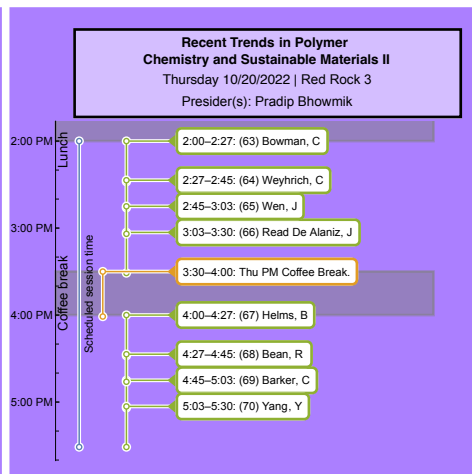 Recent Trends in Polymer
Chemistry and Sustainable Materials II
Thursday 10/20/2022 | Red Rock 3
Presider(s): Pradip Bhowmik
Lunch
2:00 PM
2:00–2:27: (63) Bowman, C
2:27–2:45: (64) Weyhrich, C
2:45–3:03: (65) Wen, J
3:00 PM
3:03–3:30: (66) Read De Alaniz, J
Coffee break
Scheduled session time
3:30–4:00: Thu PM Coffee Break.
4:00 PM
4:00–4:27: (67) Helms, B
4:27–4:45: (68) Bean, R
4:45–5:03: (69) Barker, C
5:00 PM
5:03–5:30: (70) Yang, Y